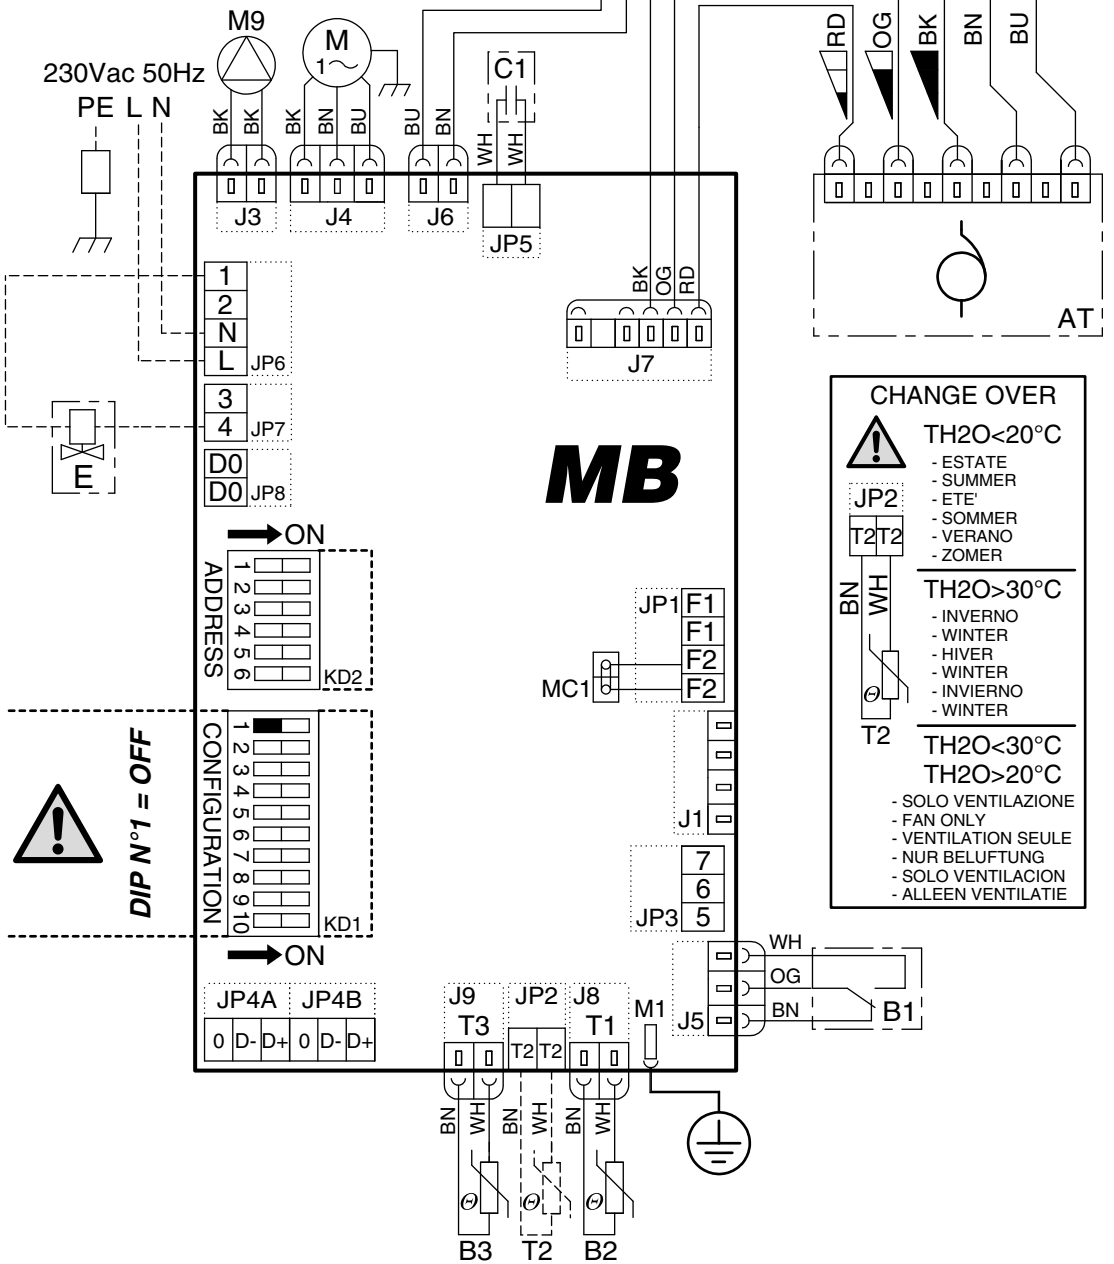 M9
M
1~
230Vac 50Hz
PE L N
BK
BK
BK
BN
BU
BU
BN
C1
WH
WH
RD
OG
BK
BN
BU
J3
J4
J6
JP5
BK
OG
RD
J7
AT
1
2
N
L
JP6
3
4
JP7
E
D0
D0
JP8
MB
ON
ADDRESS
1
2
3
4
5
6
KD2
DIP N°1 = OFF
CONFIGURATION
1
2
3
4
5
6
7
8
9
10
KD1
ON
JP1
F1
F1
F2
F2
MC1
J1
7
6
5
JP3
J5
WH
OG
BN
B1
JP4A
JP4B
0 D- D+ 0 D- D+
J9
T3
JP2
T2 T2
J8
T1
M1
BN
WH
BN
WH
BN
WH
Θ
Θ
Θ
B3
T2
B2
CHANGE OVER
JP2
T2 T2
BN
WH
Θ
T2
TH2O<20°C
- ESTATE
- SUMMER
- ETE'
- SOMMER
- VERANO
- ZOMER
TH2O>30°C
- INVERNO
- WINTER
- HIVER
- WINTER
- INVIERNO
- WINTER
TH2O<30°C
TH2O>20°C
- SOLO VENTILAZIONE
- FAN ONLY
- VENTILATION SEULE
- NUR BELUFTUNG
- SOLO VENTILACION
- ALLEEN VENTILATIE